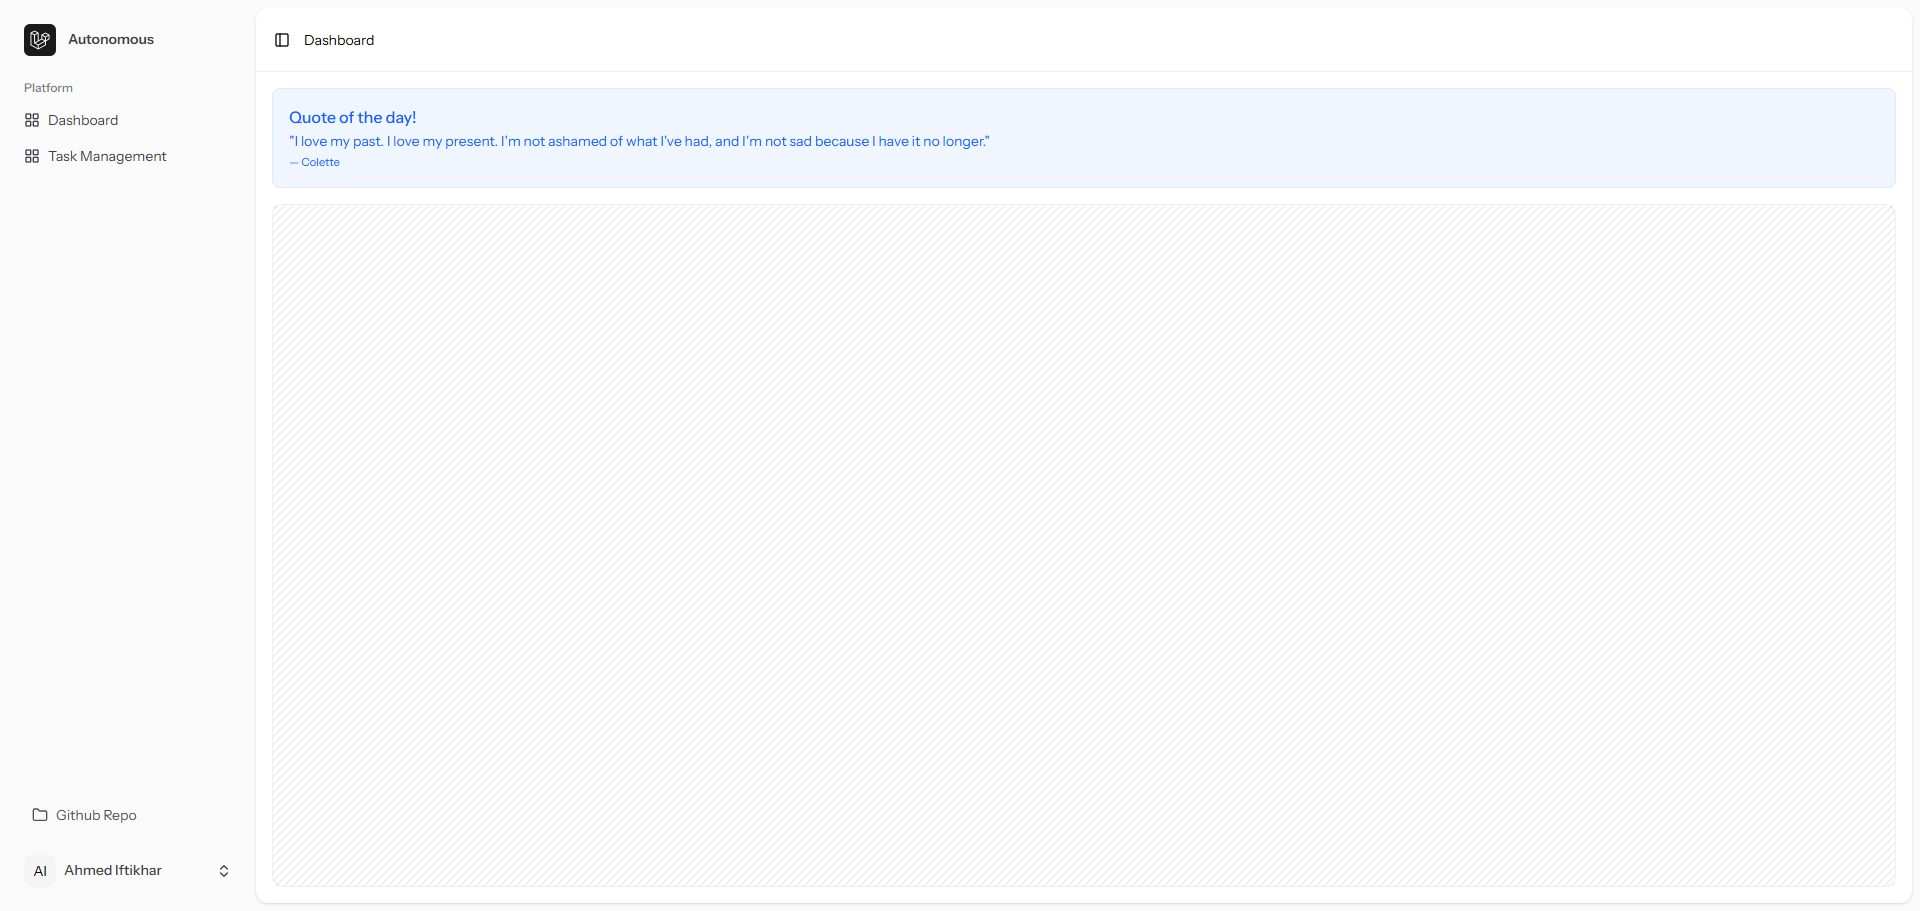 Autonomous
Platform
Dashboard
Task Management
Github Repo
AI
Ahmed Iftikhar
Dashboard
Quote of the day!
"I love my past. I love my present. I'm not ashamed of what I've had, and I'm not sad because I have it no longer."
— Colette